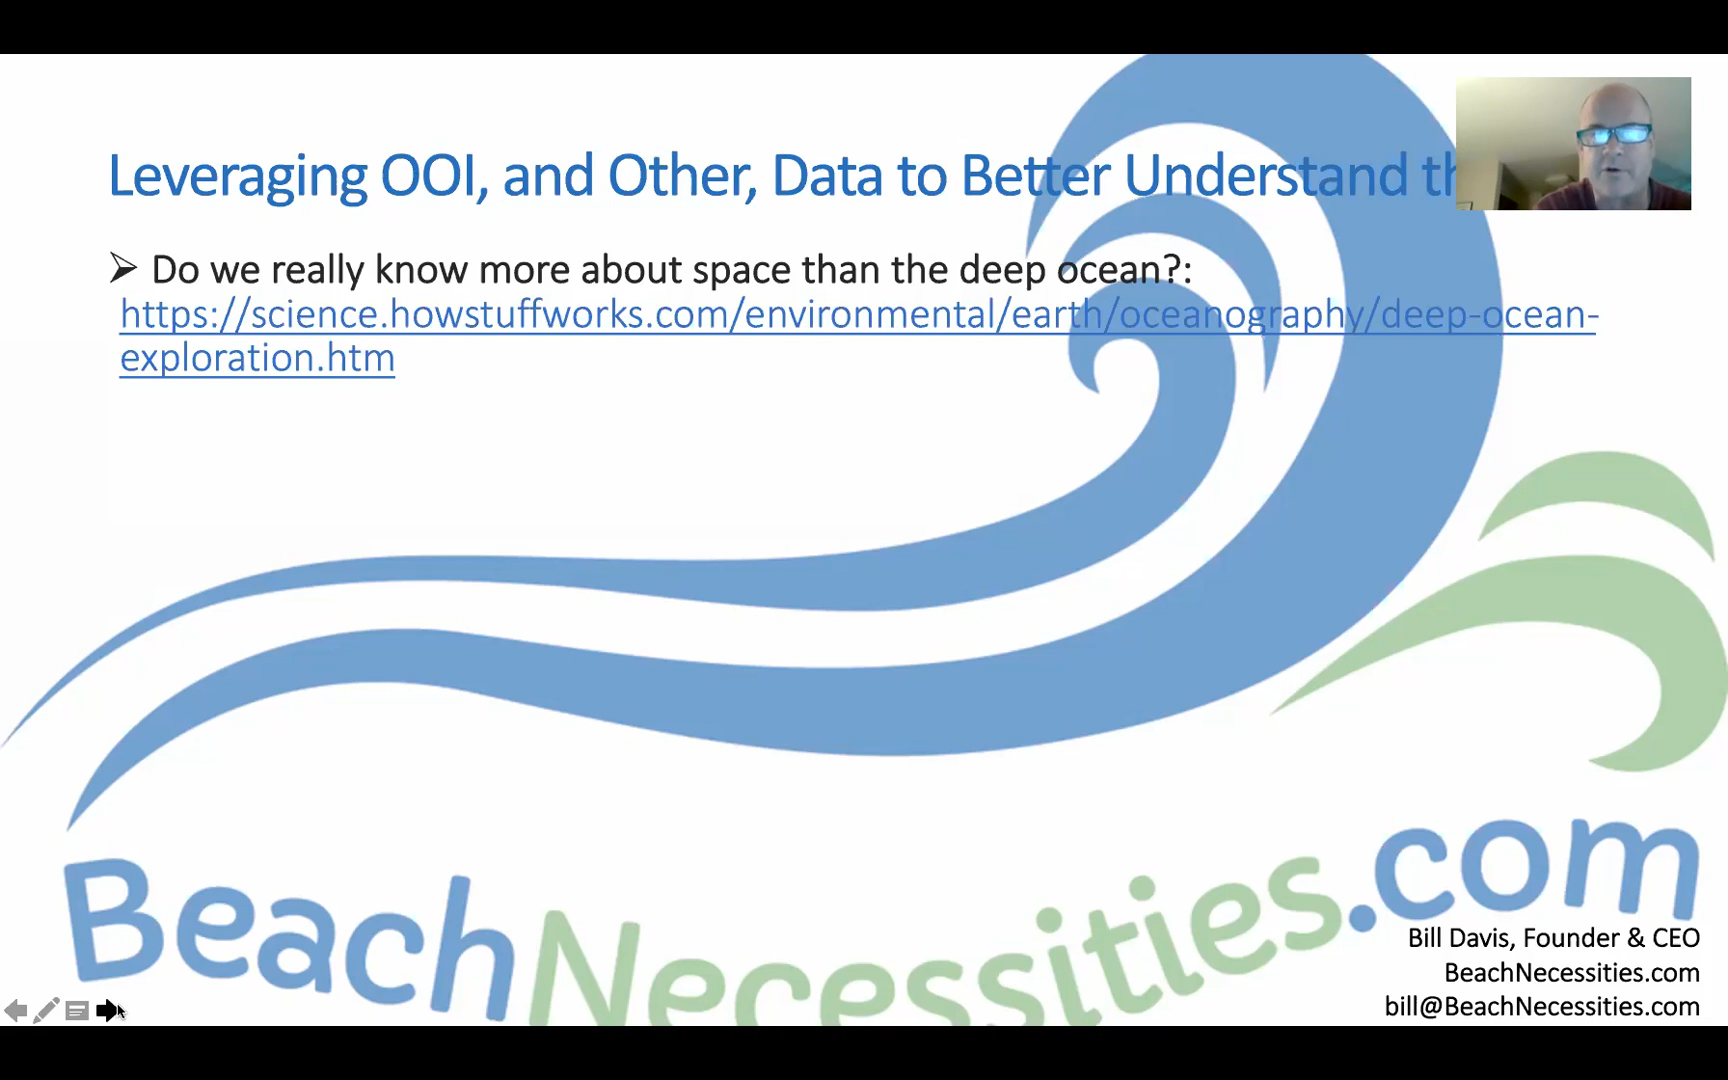 Leveraging OOI, and Other, Data to Better Understand
➢ Do we really know more about space than the deep ocean?:
https://science.howstuffworks.com/environmental/earth/oceanography/deep-ocean-
exploration.htm
BeachNecessities.com
Bill Davis, Founder & CEO
BeachNecessities.com
bill@BeachNecessities.com